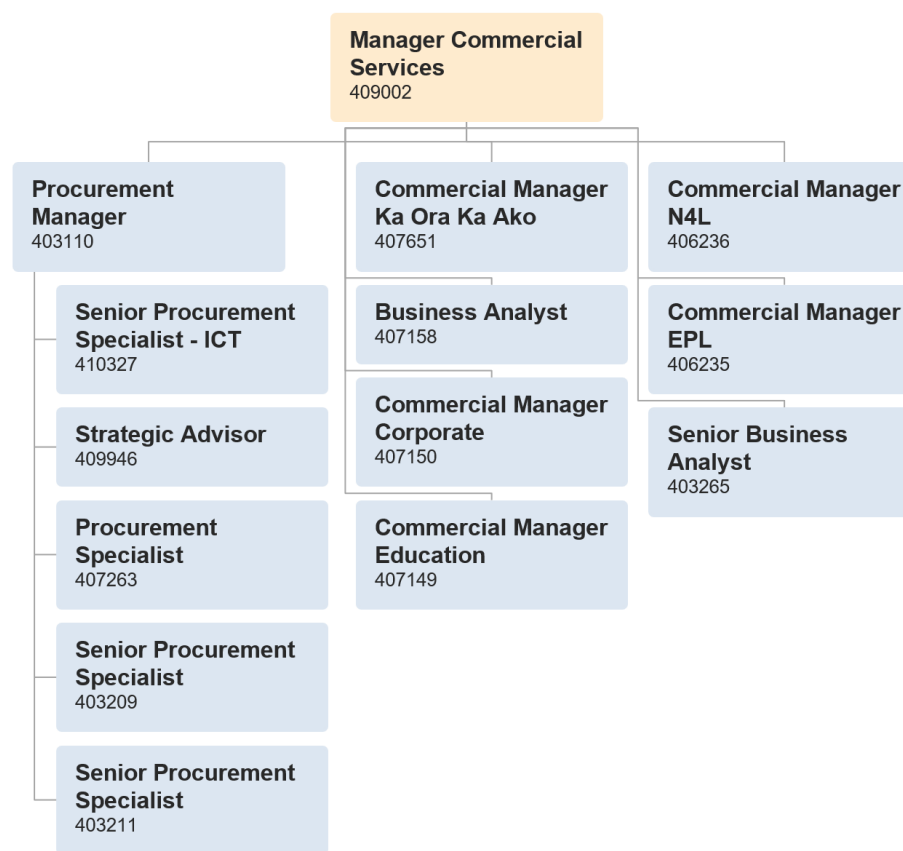 Manager Commercial
Services
409002
Procurement
Manager
403110
Senior Procurement
Specialist - ICT
410327
Strategic Advisor
409946
Procurement
Specialist
407263
Senior Procurement
Specialist
403209
Senior Procurement
Specialist
403211
Commercial Manager
Ka Ora Ka Ako
407651
Business Analyst
407158
Commercial Manager
Corporate
407150
Commercial Manager
Education
407149
Commercial Manager
N4L
406236
Commercial Manager
EPL
406235
Senior Business
Analyst
403265